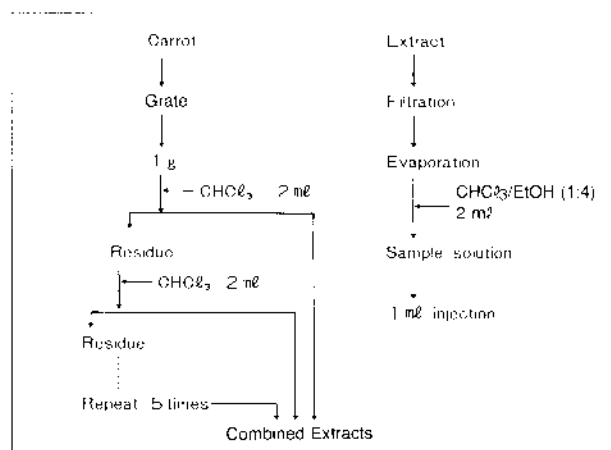 Carrot
Grate
1 g
CHCℓ₃ 2 mℓ
Residue
CHCℓ₃ 2 mℓ
Residue
Repeat 5 times
Combined Extracts
Extract
Filtration
Evaporation
CHCℓ₃/EtOH (1:4)
2 mℓ
Sample solution
1 mℓ injection